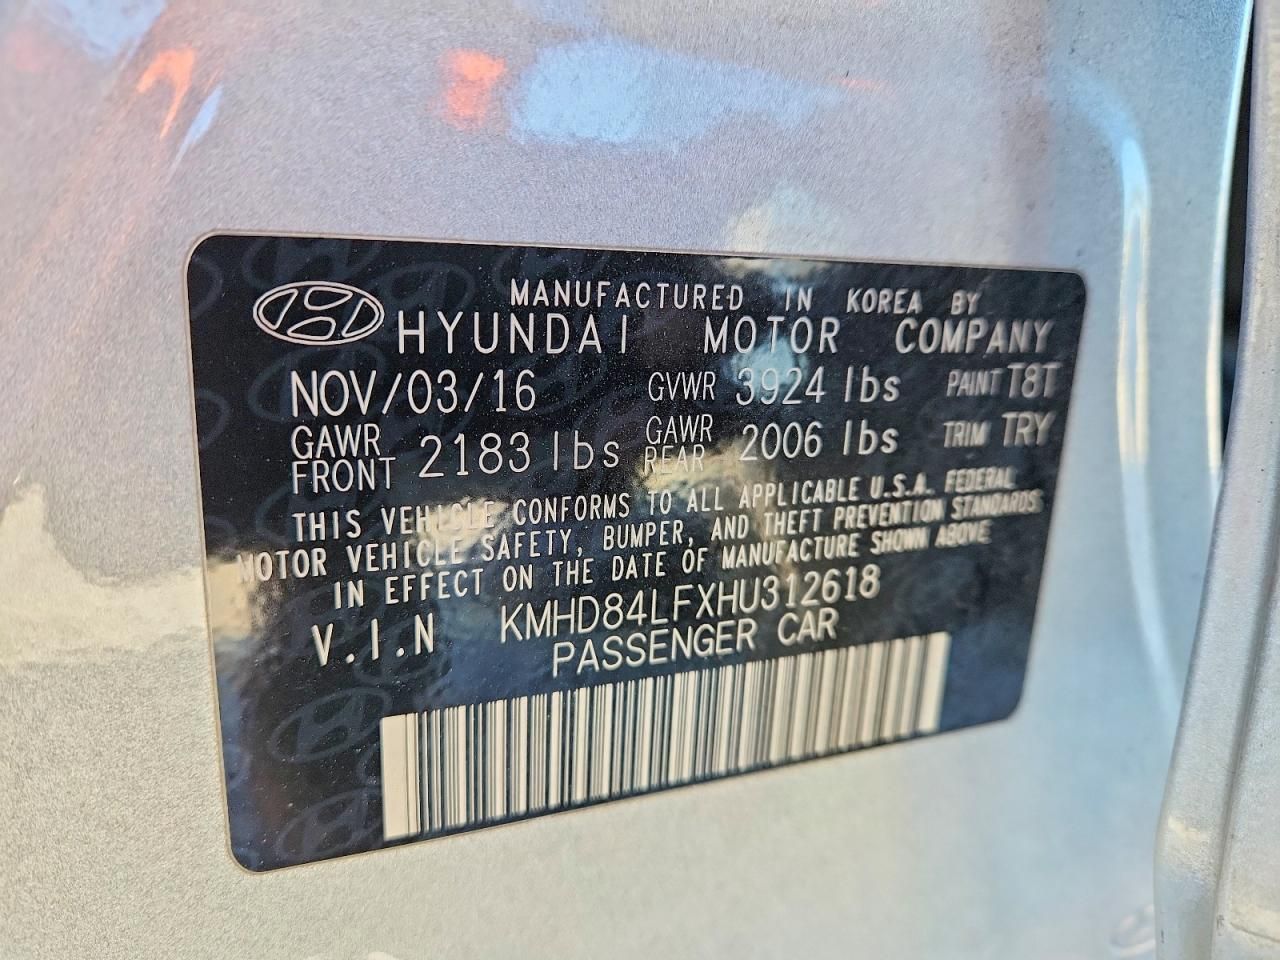 MANUFACTURED IN KOREA BY
HYUNDAI MOTOR COMPANY
NOV/03/16 GVWR 3924 lbs PAINT T8T
GAWR FRONT 2183 lbs GAWR REAR 2006 lbs TRIM TRY
THIS VEHICLE CONFORMS TO ALL APPLICABLE U.S.A. FEDERAL
MOTOR VEHICLE SAFETY, BUMPER, AND THEFT PREVENTION STANDARDS
IN EFFECT ON THE DATE OF MANUFACTURE SHOWN ABOVE
V.I.N KMHD84LFXHU312618
PASSENGER CAR